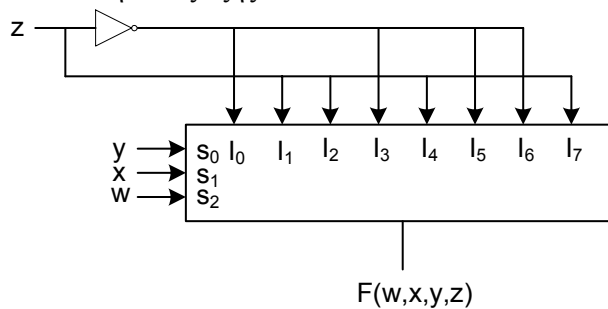 z
y s₀ I₀ I₁ I₂ I₃ I₄ I₅ I₆ I₇
x s₁
w s₂
F(w,x,y,z)